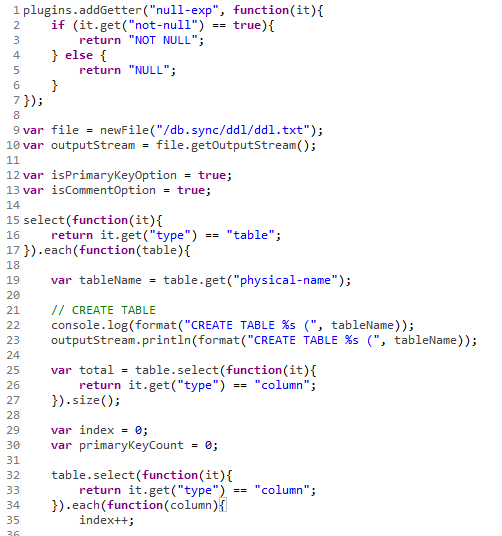 1 plugins.addGetter("null-exp", function(it){
2     if (it.get("not-null") == true){
3         return "NOT NULL";
4     } else {
5         return "NULL";
6     }
7 });
8
9 var file = newFile("/db.sync/ddl/ddl.txt");
10 var outputStream = file.getOutputStream();
11
12 var isPrimaryKeyOption = true;
13 var isCommentOption = true;
14
15 select(function(it){
16     return it.get("type") == "table";
17 }).each(function(table){
18
19     var tableName = table.get("physical-name");
20
21     // CREATE TABLE
22     console.log(format("CREATE TABLE %s (", tableName));
23     outputStream.println(format("CREATE TABLE %s (", tableName));
24
25     var total = table.select(function(it){
26         return it.get("type") == "column";
27     }).size();
28
29     var index = 0;
30     var primaryKeyCount = 0;
31
32     table.select(function(it){
33         return it.get("type") == "column";
34     }).each(function(column){
35         index++;
36